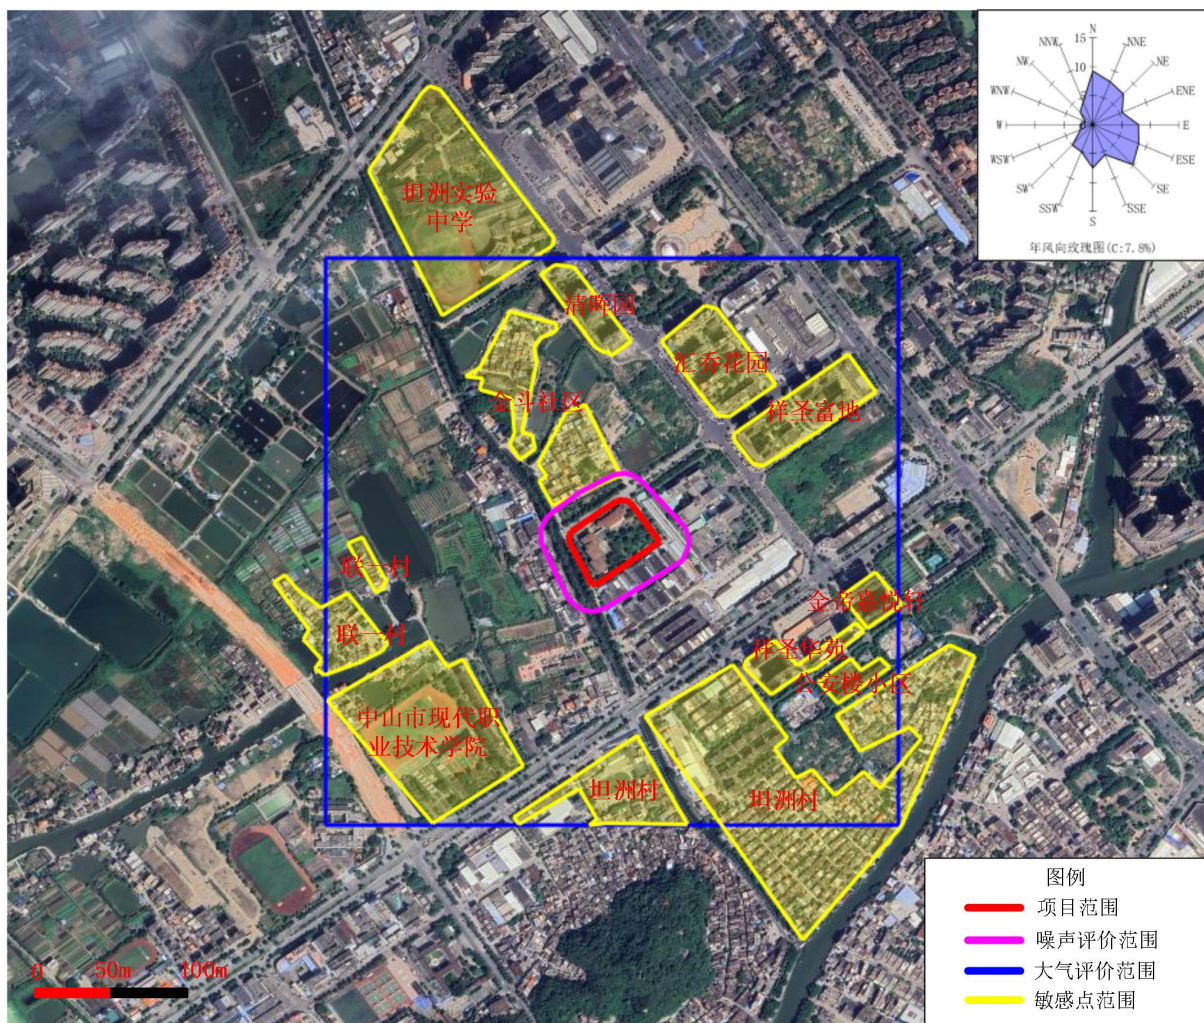 N
NNE
NE
ENE
E
ESE
SE
SSE
S
SSW
SW
WSW
W
WNW
NW
NNW
15
10
年风向玫瑰图(C:7.8%)
坦洲实验
中学
清晖园
汇乔花园
金斗社区
祥圣富地
联一村
金帝嘉悦轩
联一村
祥圣华苑
公安楼小区
中山市现代职
业技术学院
坦洲村
坦洲村
图例
项目范围
噪声评价范围
大气评价范围
敏感点范围
0 50m 100m